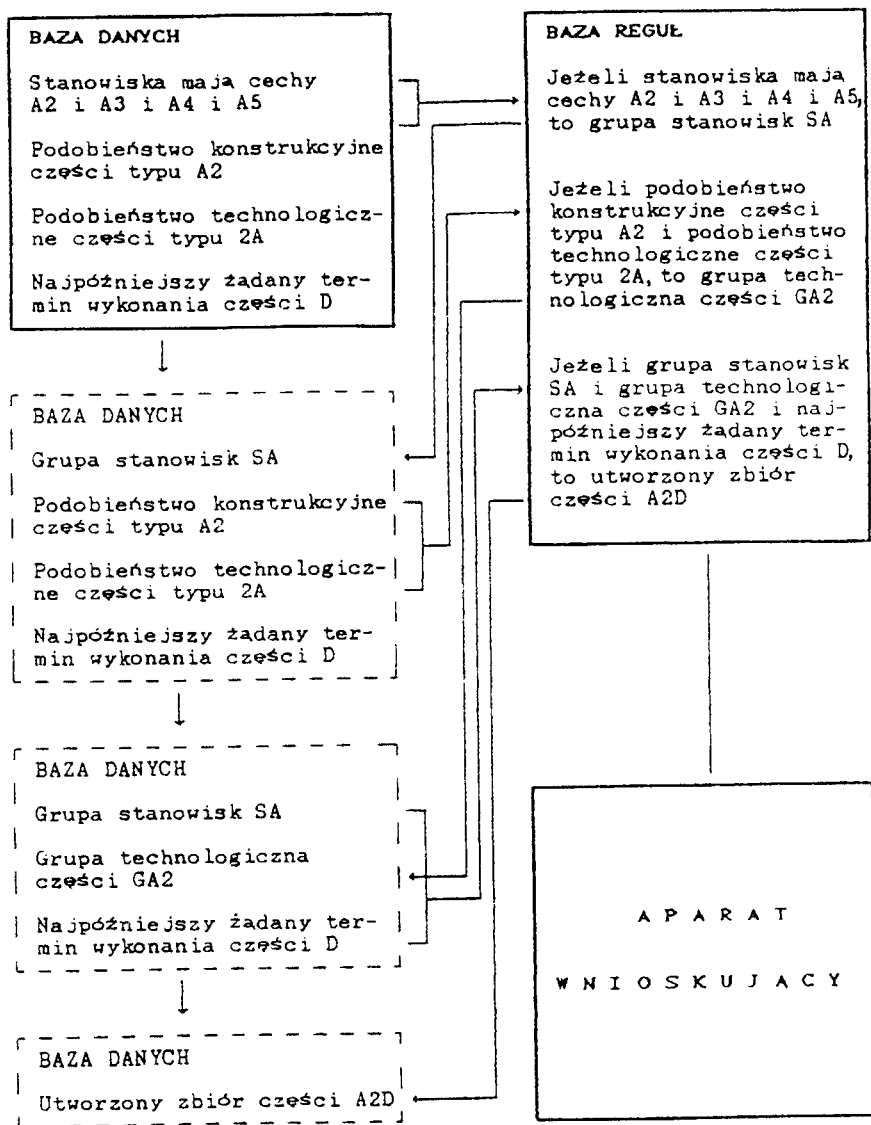 BAZA DANYCH
Stanowiska mają cechy
A2 i A3 i A4 i A5
Podobieństwo konstrukcyjne
części typu A2
Podobieństwo technologicz-
ne części typu 2A
Najpóźniejszy żądany ter-
min wykonania części D
BAZA DANYCH
Grupa stanowisk SA
Podobieństwo konstrukcyjne
części typu A2
Podobieństwo technologicz-
ne części typu 2A
Najpóźniejszy żądany ter-
min wykonania części D
BAZA DANYCH
Grupa stanowisk SA
Grupa technologiczna
części GA2
Najpóźniejszy żądany ter-
min wykonania części D
BAZA DANYCH
Utworzony zbiór części A2D
BAZA REGUŁ
Jeżeli stanowiska mają
cechy A2 i A3 i A4 i A5,
to grupa stanowisk SA
Jeżeli podobieństwo
konstrukcyjne części
typu A2 i podobieństwo
technologiczne części
typu 2A, to grupa tech-
nologiczna części GA2
Jeżeli grupa stanowisk
SA i grupa technologi-
czna części GA2 i naj-
późniejszy żądany ter-
min wykonania części D,
to utworzony zbiór
części A2D
APARAT
WNIOSKUJACY